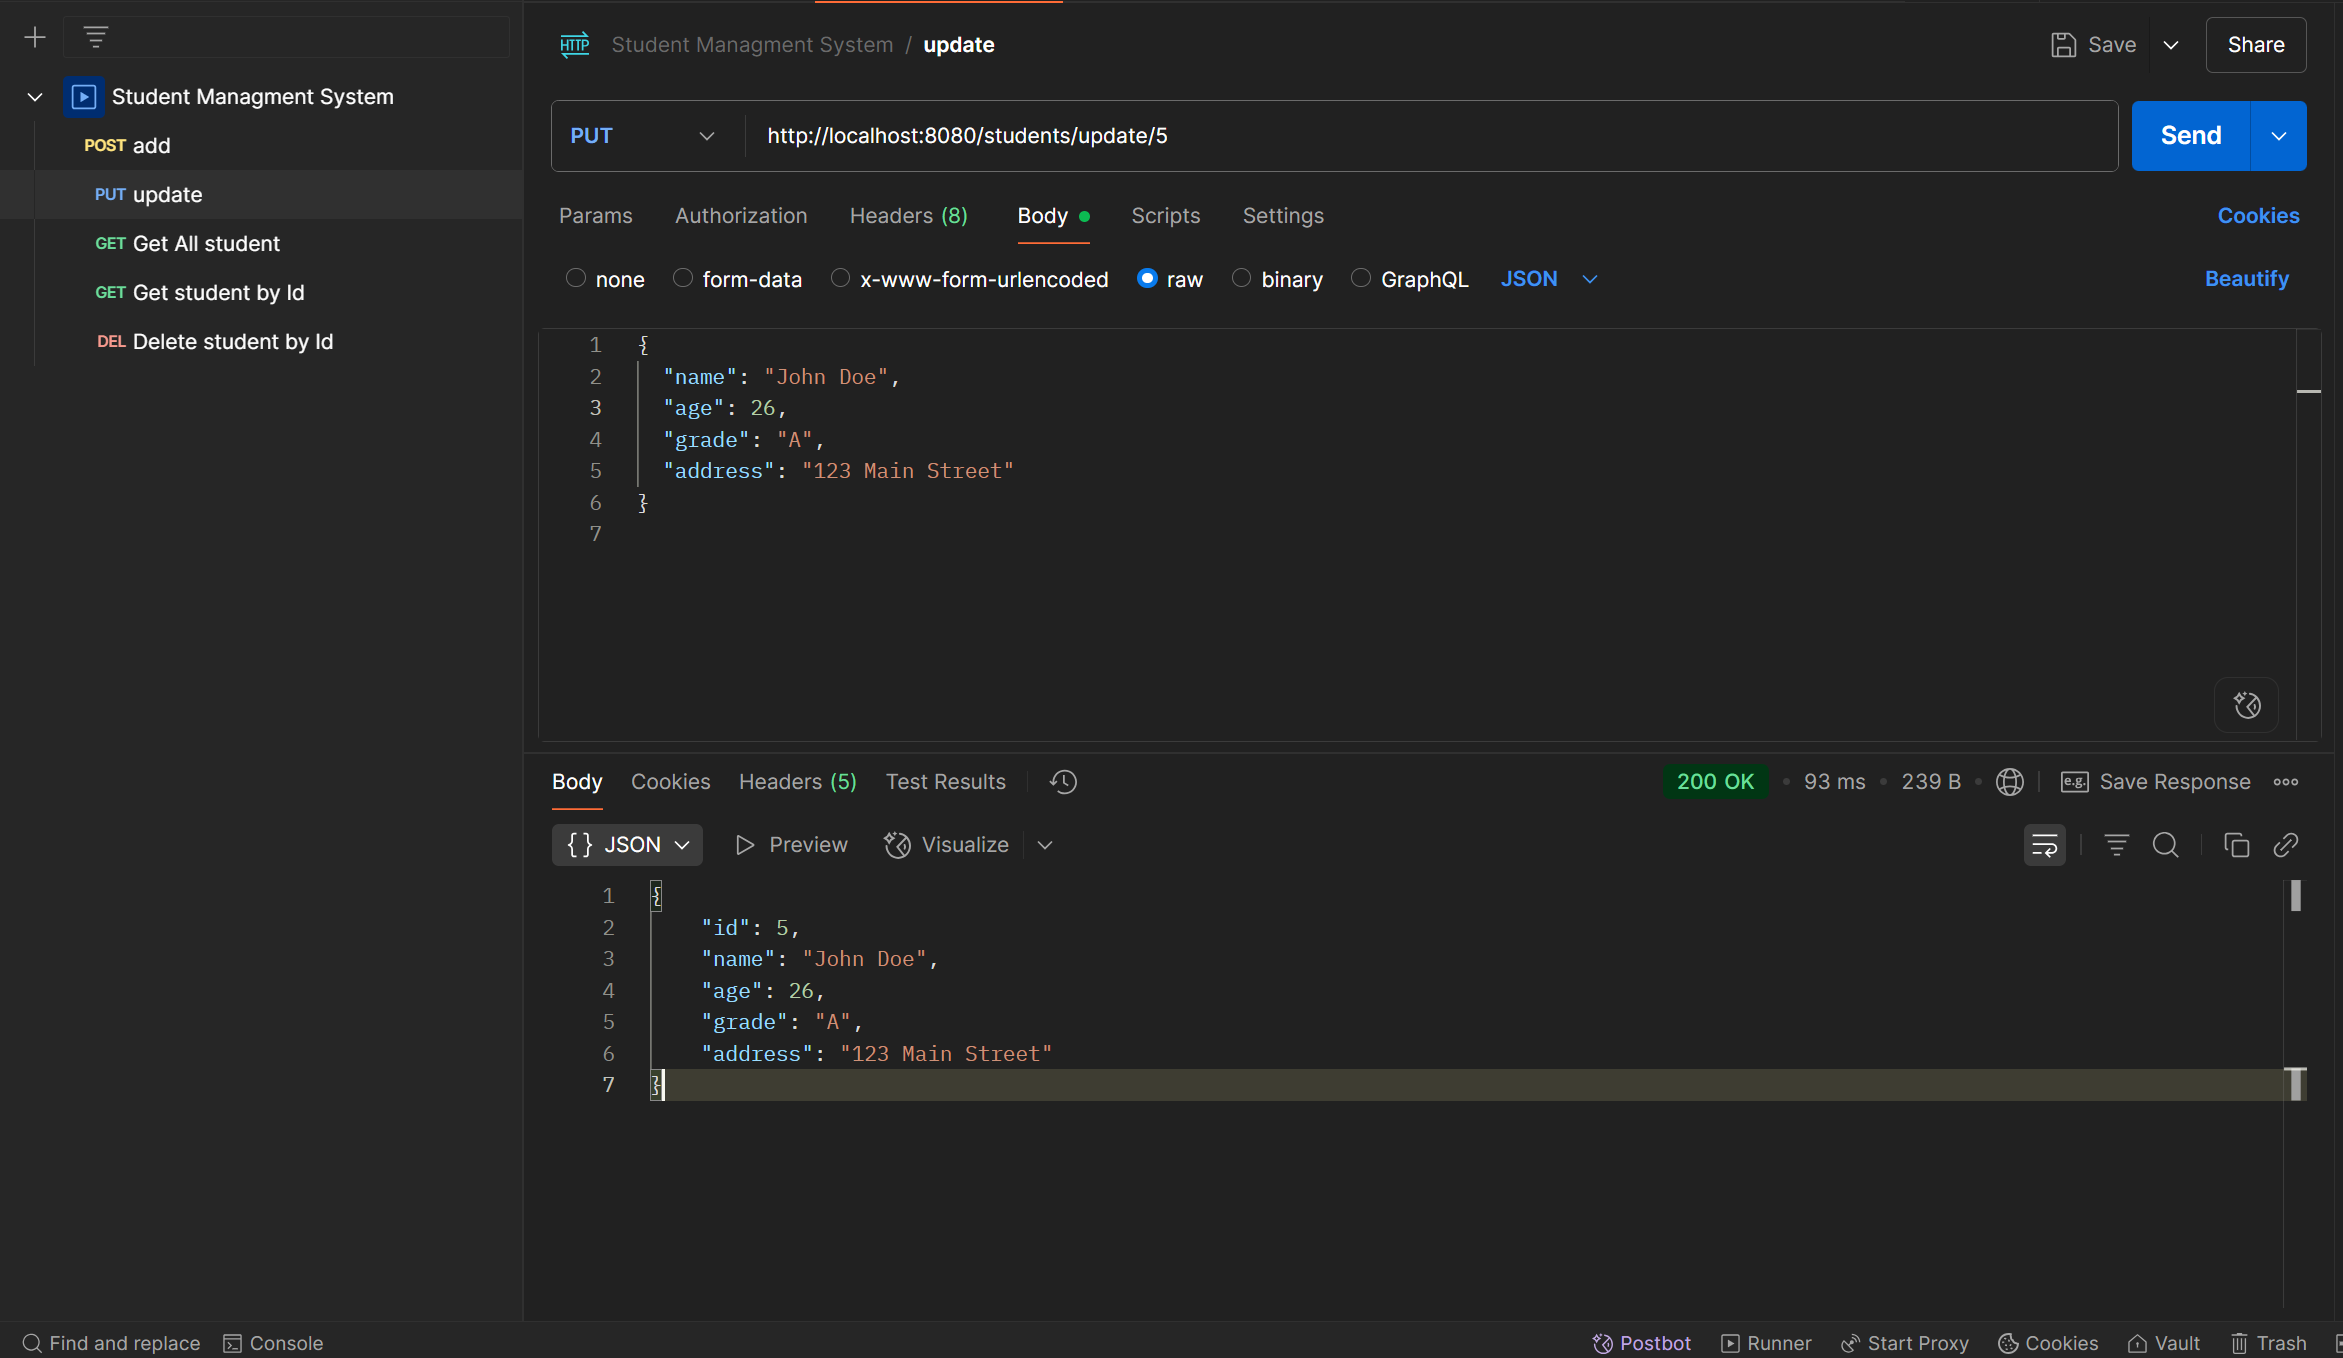 Student Managment System
POST add
PUT update
GET Get All student
GET Get student by Id
DEL Delete student by Id
HTTP Student Managment System / update
Save
Share
PUT http://localhost:8080/students/update/5
Send
Params Authorization Headers (8) Body Scripts Settings Cookies
none form-data x-www-form-urlencoded raw binary GraphQL JSON Beautify
1 {
2 "name": "John Doe",
3 "age": 26,
4 "grade": "A",
5 "address": "123 Main Street"
6 }
7
Body Cookies Headers (5) Test Results 200 OK • 93 ms • 239 B • e.g. Save Response
{} JSON Preview Visualize
1 {
2 "id": 5,
3 "name": "John Doe",
4 "age": 26,
5 "grade": "A",
6 "address": "123 Main Street"
7 }
Find and replace Console Postbot Runner Start Proxy Cookies Vault Trash